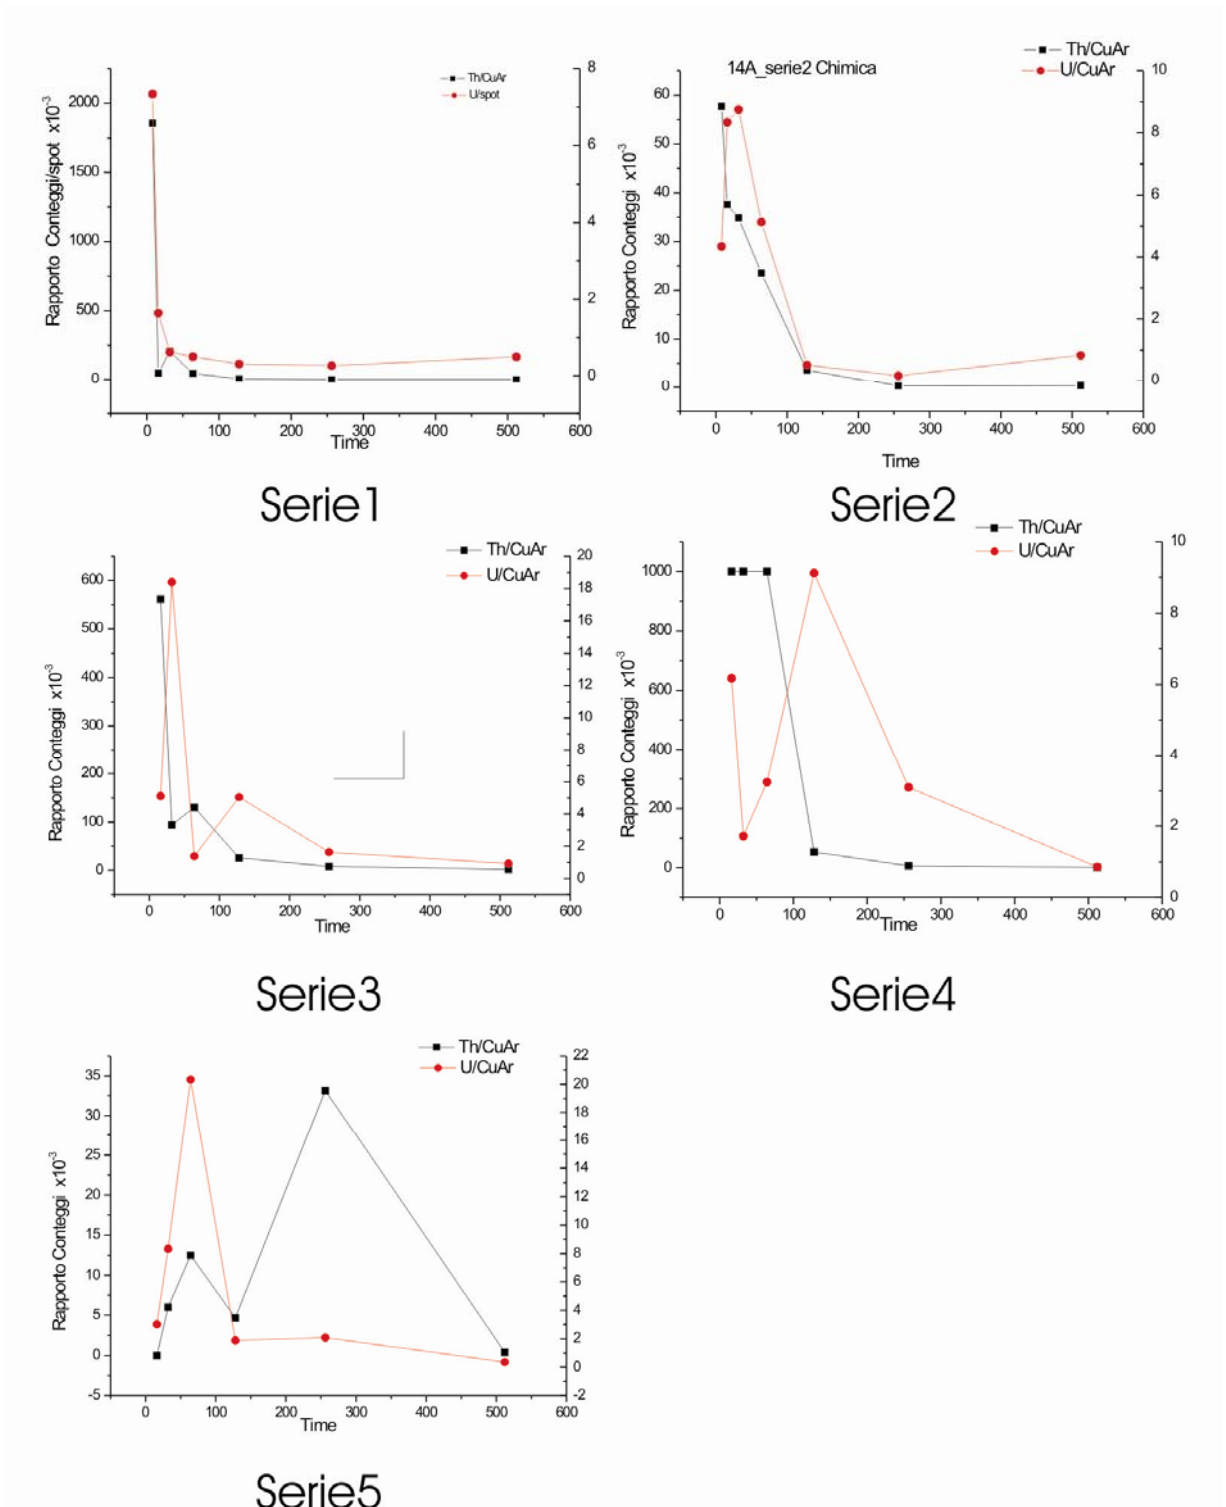 Th/CuAr
U/spot
Rapporto Conteggi/spot x10-3
2000
1500
1000
500
0
8
6
4
2
0
0 100 200 300 400 500 600
Time
Serie1
14A_serie2 Chimica
Th/CuAr
U/CuAr
Rapporto Conteggi x10-3
60
50
40
30
20
10
0
10
8
6
4
2
0
0 100 200 300 400 500 600
Time
Serie2
Th/CuAr
U/CuAr
Rapporto Conteggi x10-3
600
500
400
300
200
100
0
20
18
16
14
12
10
8
6
4
2
0
0 100 200 300 400 500 600
Time
Serie3
Th/CuAr
U/CuAr
Rapporto Conteggi x10-3
1000
800
600
400
200
0
10
8
6
4
2
0
0 100 200 300 400 500 600
Time
Serie4
Th/CuAr
U/CuAr
Rapporto Conteggi x10-3
35
30
25
20
15
10
5
0
-5
22
20
18
16
14
12
10
8
6
4
2
0
-2
0 100 200 300 400 500 600
Time
Serie5